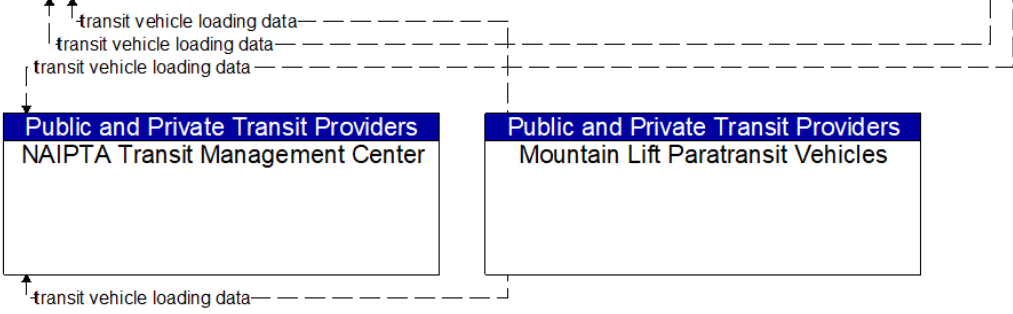 transit vehicle loading data
transit vehicle loading data
transit vehicle loading data
Public and Private Transit Providers
NAIPTA Transit Management Center
Public and Private Transit Providers
Mountain Lift Paratransit Vehicles
transit vehicle loading data